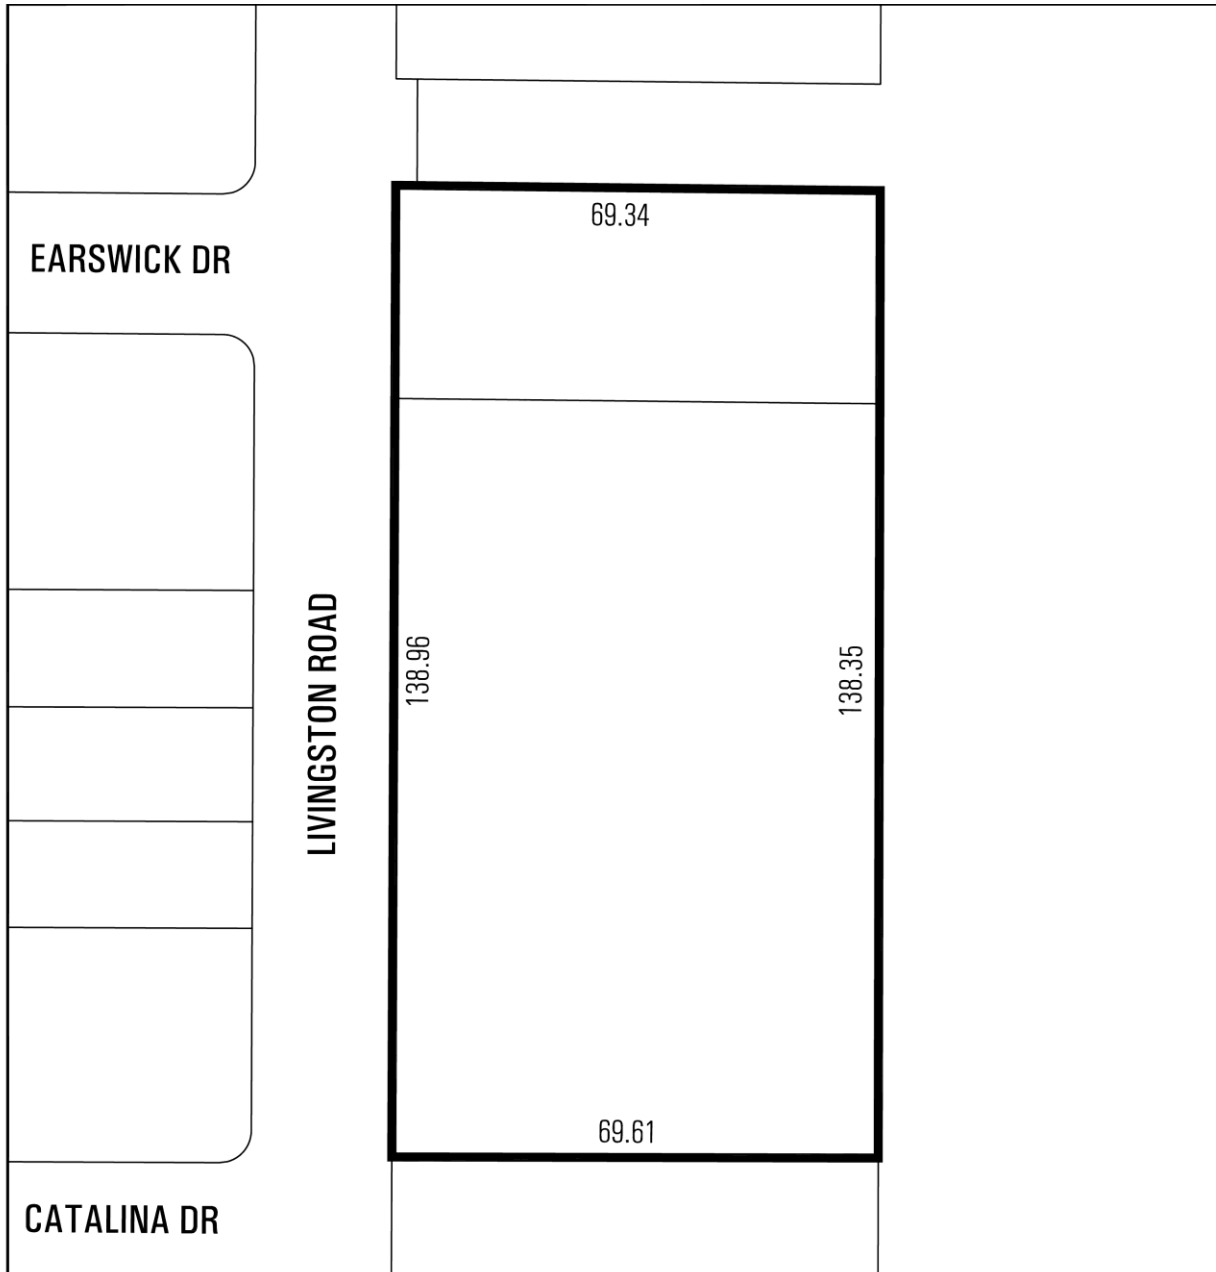 69.34
EARSWICK DR
LIVINGSTON ROAD
138.96
138.35
69.61
CATALINA DR